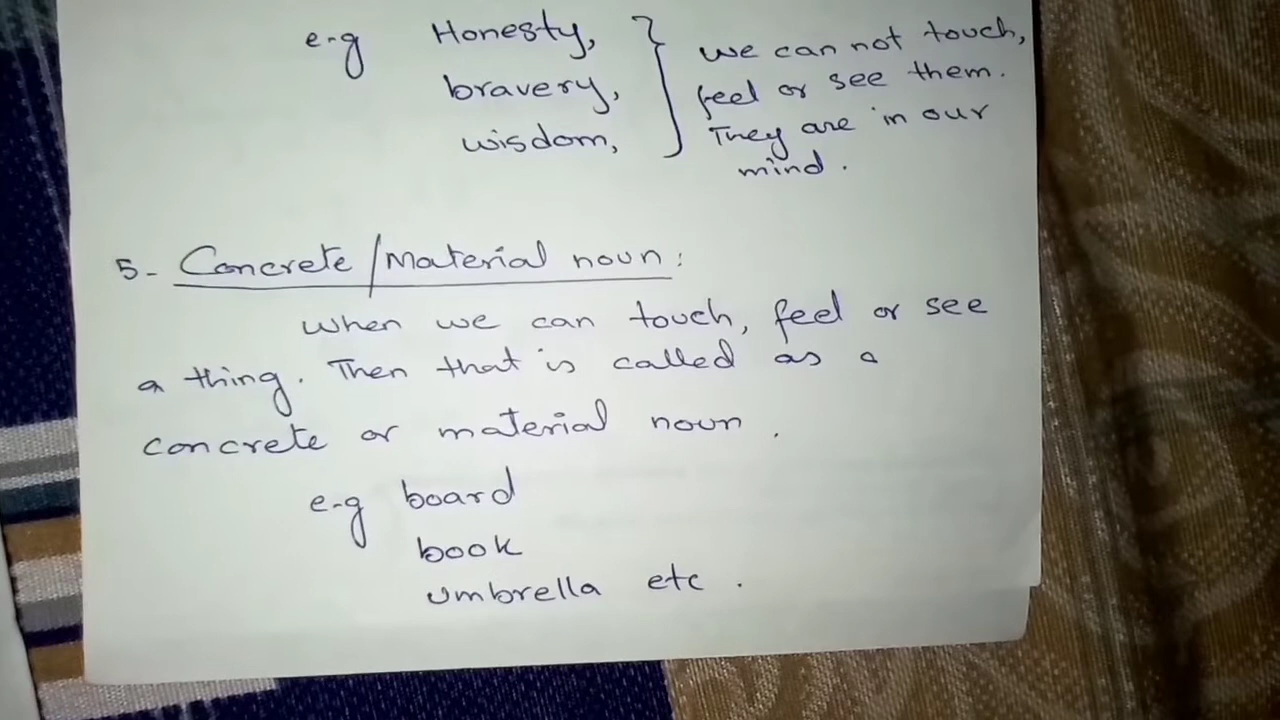 e-g Honesty, } we can not touch,
bravery, feel or see them.
wisdom, They are in our
mind.
5- Concrete/Material noun:
When we can touch, feel or see
a thing. Then that is called as a
concrete or material noun.
e-g board
book
umbrella etc.